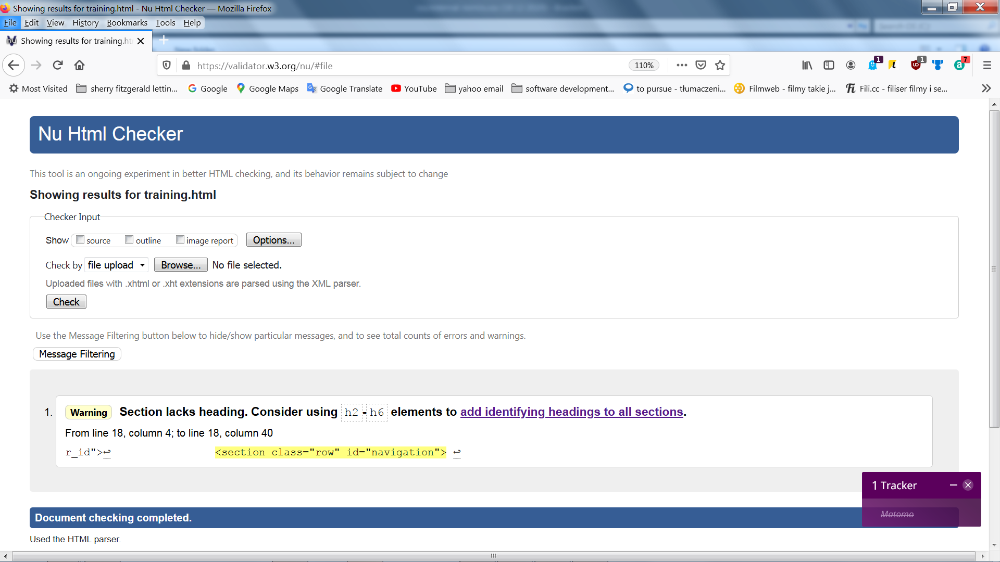 Showing results for training.html - Nu Html Checker — Mozilla Firefox
File Edit View History Bookmarks Tools Help
Showing results for training.ht
https://validator.w3.org/nu/#file 110% 1 1 7
Most Visited sherry fitzgerald lettin... Google Google Maps Google Translate YouTube yahoo email software development... to pursue - tłumaczeni... Filmweb - filmy takie j... Fili.cc - filiser filmy i se...
Nu Html Checker
This tool is an ongoing experiment in better HTML checking, and its behavior remains subject to change
Showing results for training.html
Checker Input
Show source outline image report Options...
Check by file upload Browse... No file selected.
Uploaded files with .xhtml or .xht extensions are parsed using the XML parser.
Check
Use the Message Filtering button below to hide/show particular messages, and to see total counts of errors and warnings.
Message Filtering
1. Warning Section lacks heading. Consider using h2-h6 elements to add identifying headings to all sections.
From line 18, column 4; to line 18, column 40
r_id">↩ <section class="row" id="navigation"> ↩
1 Tracker
Matomo
Document checking completed.
Used the HTML parser.